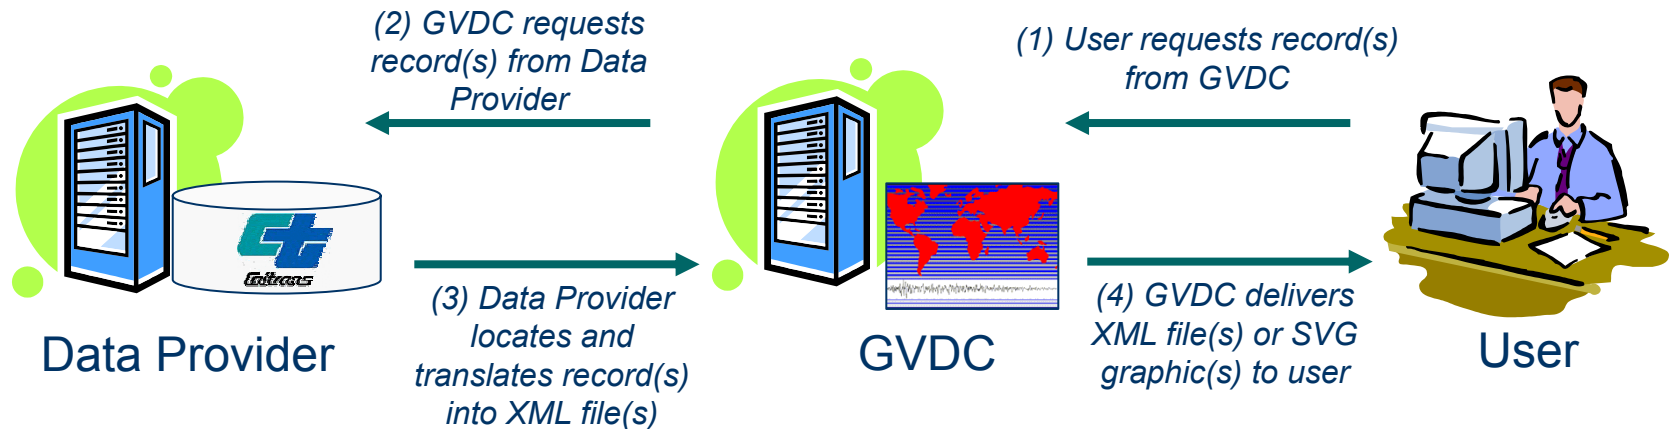 (2) GVDC requests
record(s) from Data
Provider
(1) User requests record(s)
from GVDC
Caltrans
(3) Data Provider
locates and
translates record(s)
into XML file(s)
(4) GVDC delivers
XML file(s) or SVG
graphic(s) to user
Data Provider
GVDC
User